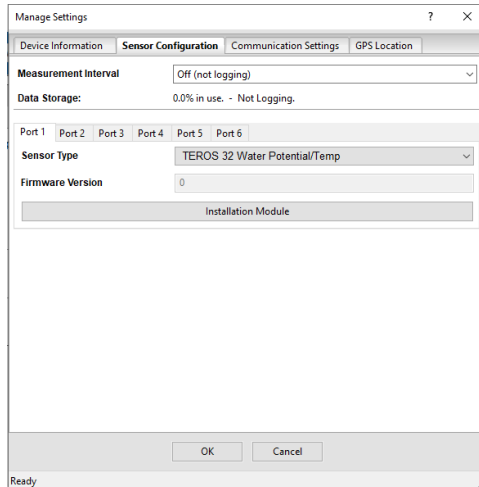 Manage Settings ? ×
Device Information Sensor Configuration Communication Settings GPS Location
Measurement Interval Off (not logging)
Data Storage: 0.0% in use. - Not Logging.
Port 1 Port 2 Port 3 Port 4 Port 5 Port 6
Sensor Type TEROS 32 Water Potential/Temp
Firmware Version 0
Installation Module
OK Cancel
Ready